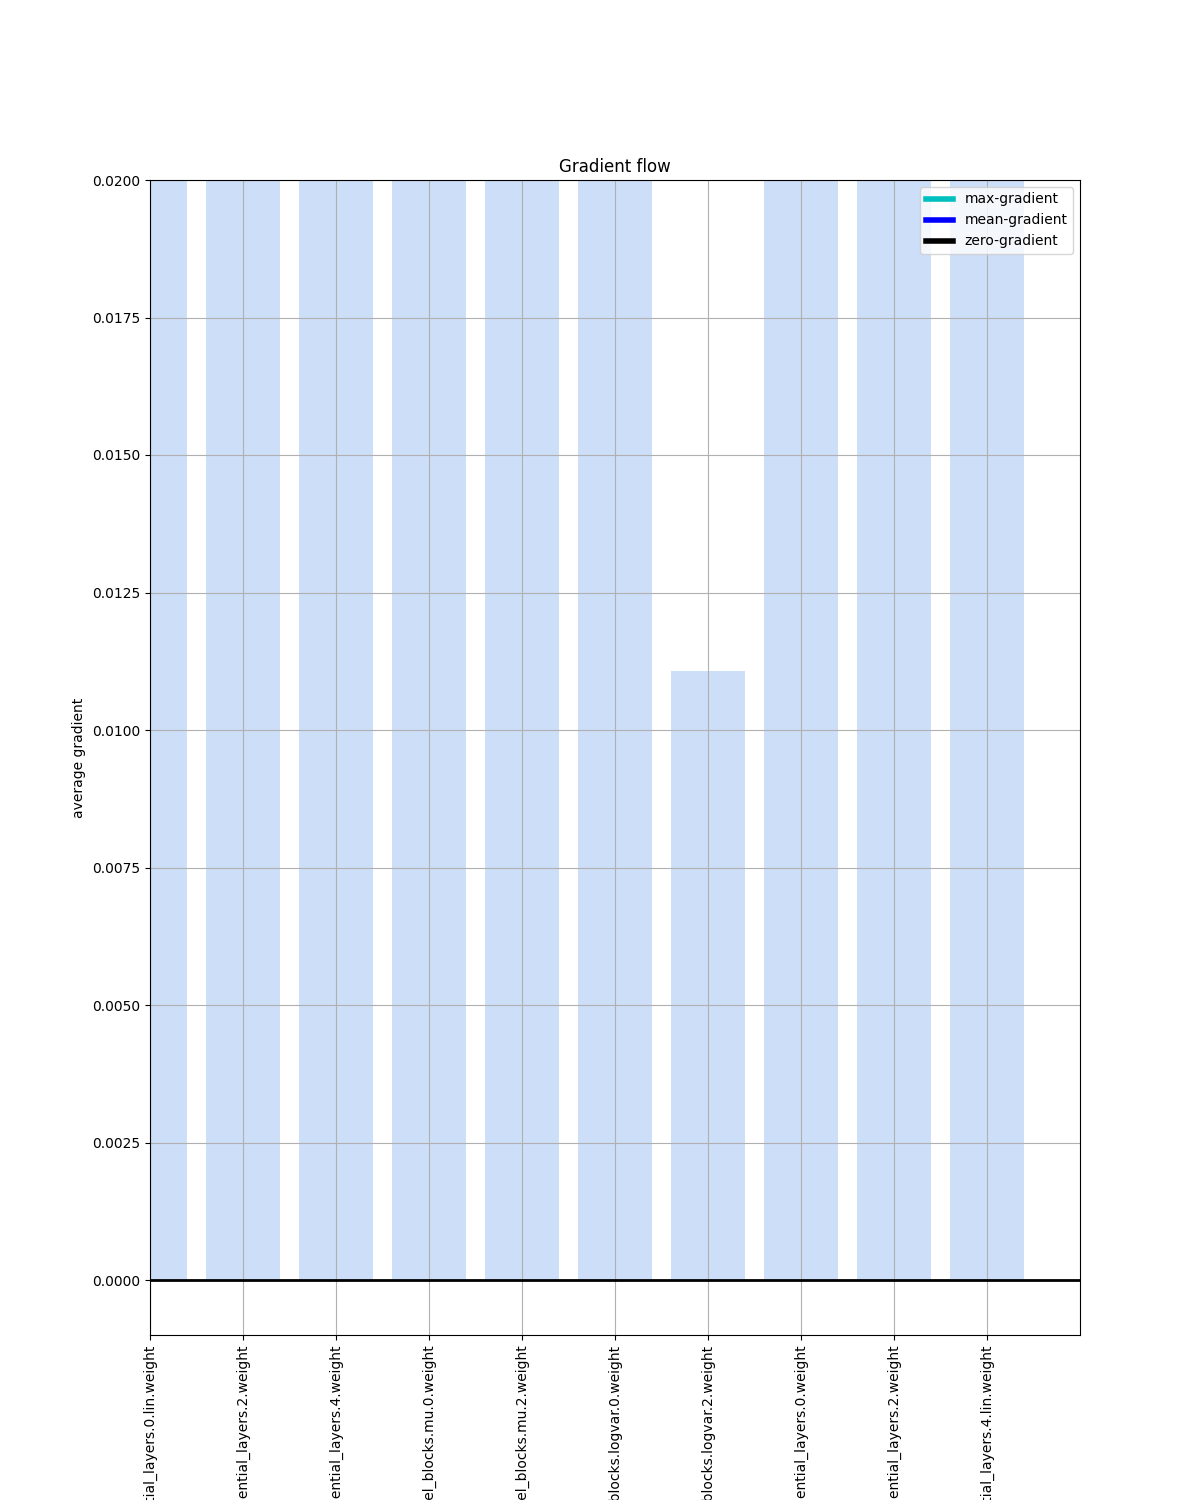 Gradient flow
max-gradient
mean-gradient
zero-gradient
0.0200
0.0175
0.0150
0.0125
0.0100
0.0075
0.0050
0.0025
0.0000
average gradient
tial_layers.0.lin.weight
ential_layers.2.weight
ential_layers.4.weight
el_blocks.mu.0.weight
el_blocks.mu.2.weight
blocks.logvar.0.weight
blocks.logvar.2.weight
ential_layers.0.weight
ential_layers.2.weight
tial_layers.4.lin.weight